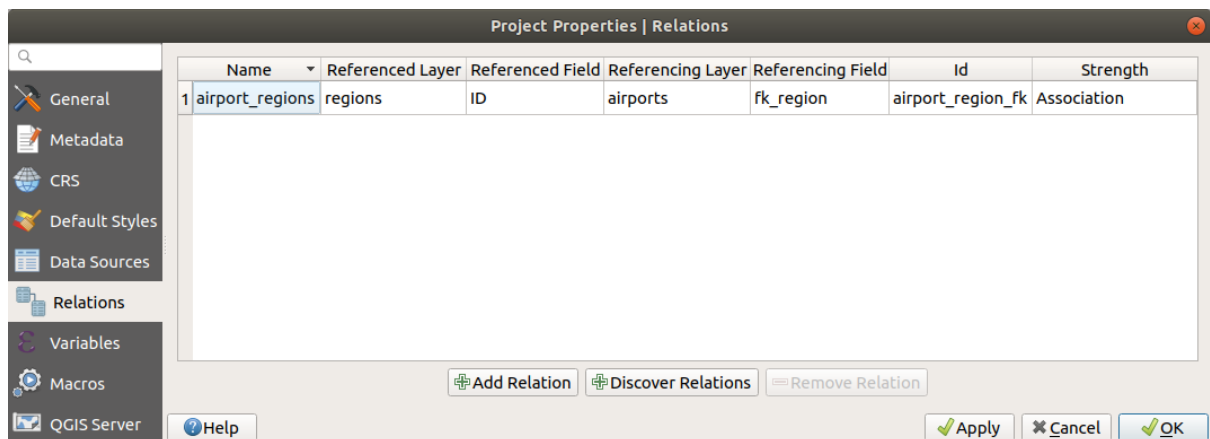 Project Properties | Relations
General
Metadata
CRS
Default Styles
Data Sources
Relations
Variables
Macros
QGIS Server
Name Referenced Layer Referenced Field Referencing Layer Referencing Field Id Strength
1 airport_regions regions ID airports fk_region airport_region_fk Association
Add Relation Discover Relations Remove Relation
Help Apply Cancel OK